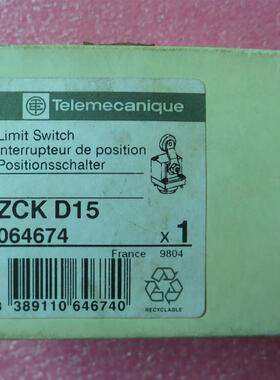 Telemecanique
Limit Switch
Interrupteur de position
Positionsschalter
ZCK D15
064674
x 1
France 9804
389110 646740
RECYCLABLE